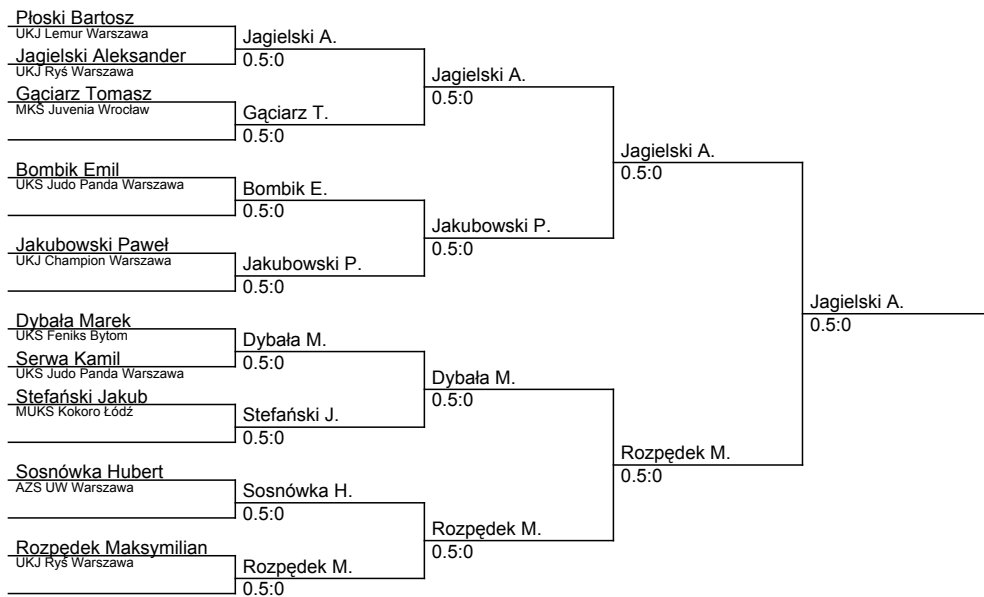 Płoski Bartosz
UKJ Lemur Warszawa
Jagielski Aleksander
UKJ Ryś Warszawa
Gąciarz Tomasz
MKS Juvenia Wrocław
Bombik Emil
UKS Judo Panda Warszawa
Jakubowski Paweł
UKJ Champion Warszawa
Dybała Marek
UKS Feniks Bytom
Serwa Kamil
UKS Judo Panda Warszawa
Stefański Jakub
MUKS Kokoro Łódź
Sosnówka Hubert
AZS UW Warszawa
Rozpędek Maksymilian
UKJ Ryś Warszawa
Jagielski A.
0.5:0
Gąciarz T.
0.5:0
Bombik E.
0.5:0
Jakubowski P.
0.5:0
Dybała M.
0.5:0
Stefański J.
0.5:0
Sosnówka H.
0.5:0
Rozpędek M.
0.5:0
Jagielski A.
0.5:0
Jakubowski P.
0.5:0
Dybała M.
0.5:0
Rozpędek M.
0.5:0
Jagielski A.
0.5:0
Rozpędek M.
0.5:0
Jagielski A.
0.5:0